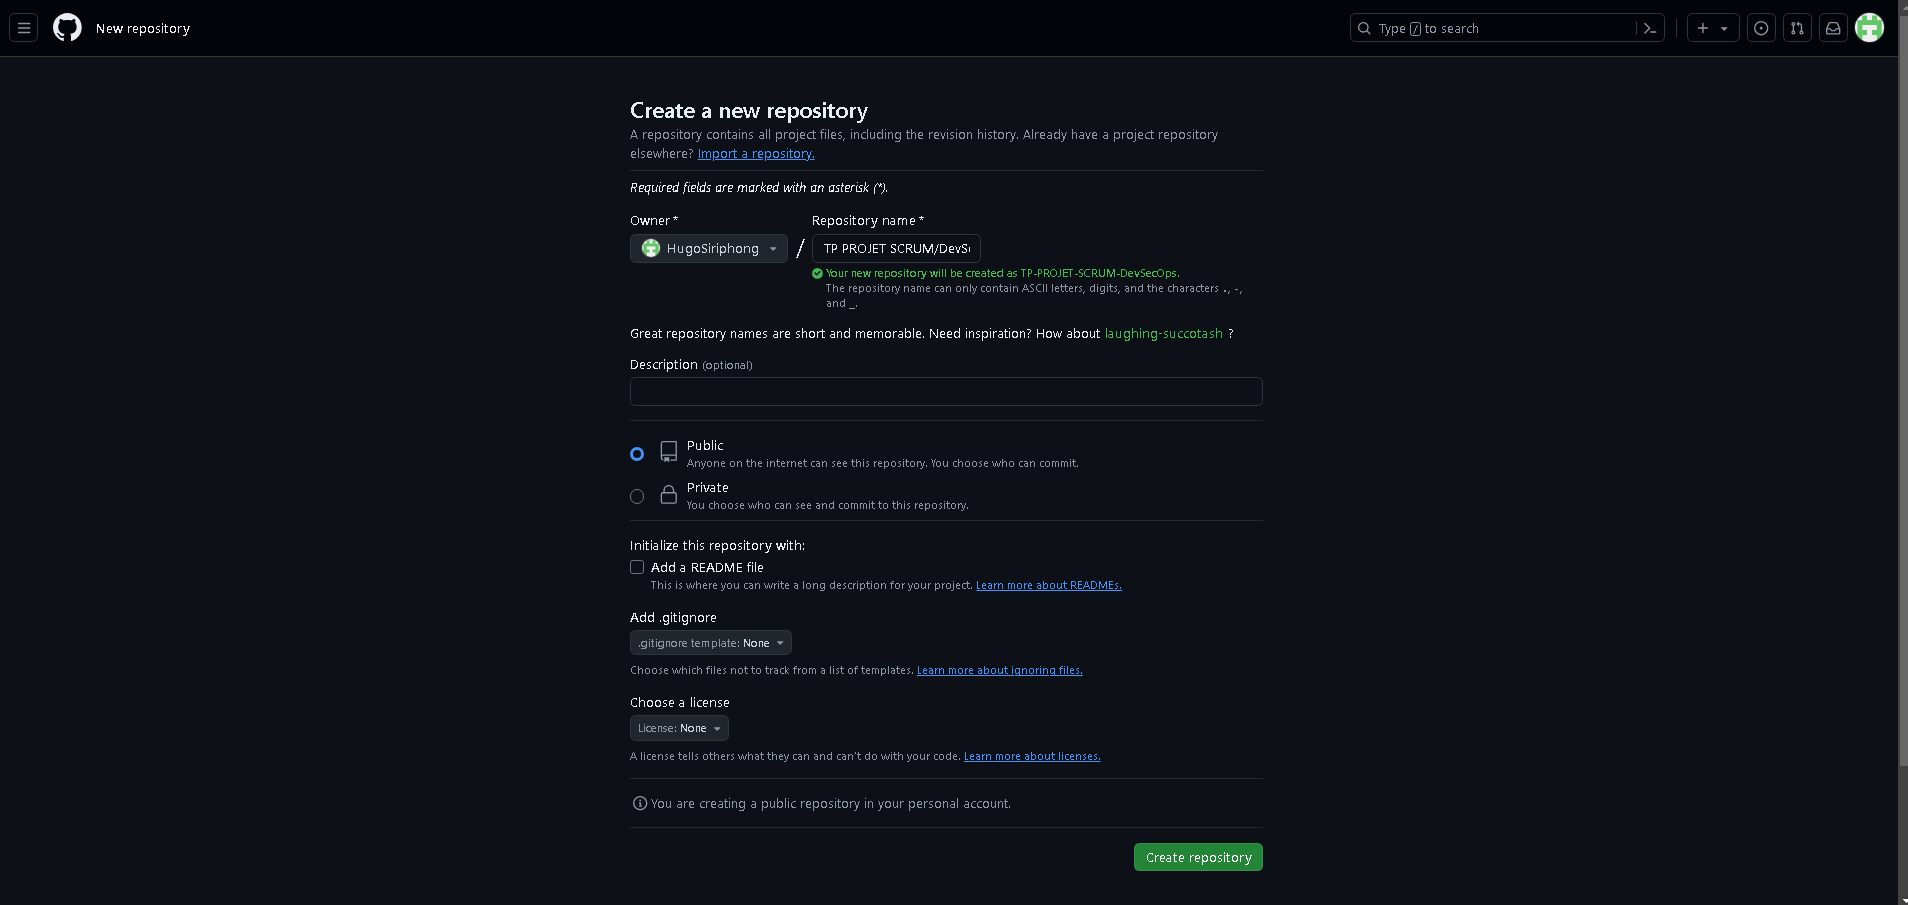 New repository
Type / to search
Create a new repository
A repository contains all project files, including the revision history. Already have a project repository
elsewhere? Import a repository.
Required fields are marked with an asterisk (*).
Owner *
Repository name *
HugoSiriphong
/
TP PROJET SCRUM/DevS
Your new repository will be created as TP-PROJET-SCRUM-DevSecOps.
The repository name can only contain ASCII letters, digits, and the characters ., -,
and _.
Great repository names are short and memorable. Need inspiration? How about laughing-succotash ?
Description (optional)
Public
Anyone on the internet can see this repository. You choose who can commit.
Private
You choose who can see and commit to this repository.
Initialize this repository with:
Add a README file
This is where you can write a long description for your project. Learn more about READMEs.
Add .gitignore
.gitignore template: None
Choose which files not to track from a list of templates. Learn more about ignoring files.
Choose a license
License: None
A license tells others what they can and can't do with your code. Learn more about licenses.
You are creating a public repository in your personal account.
Create repository